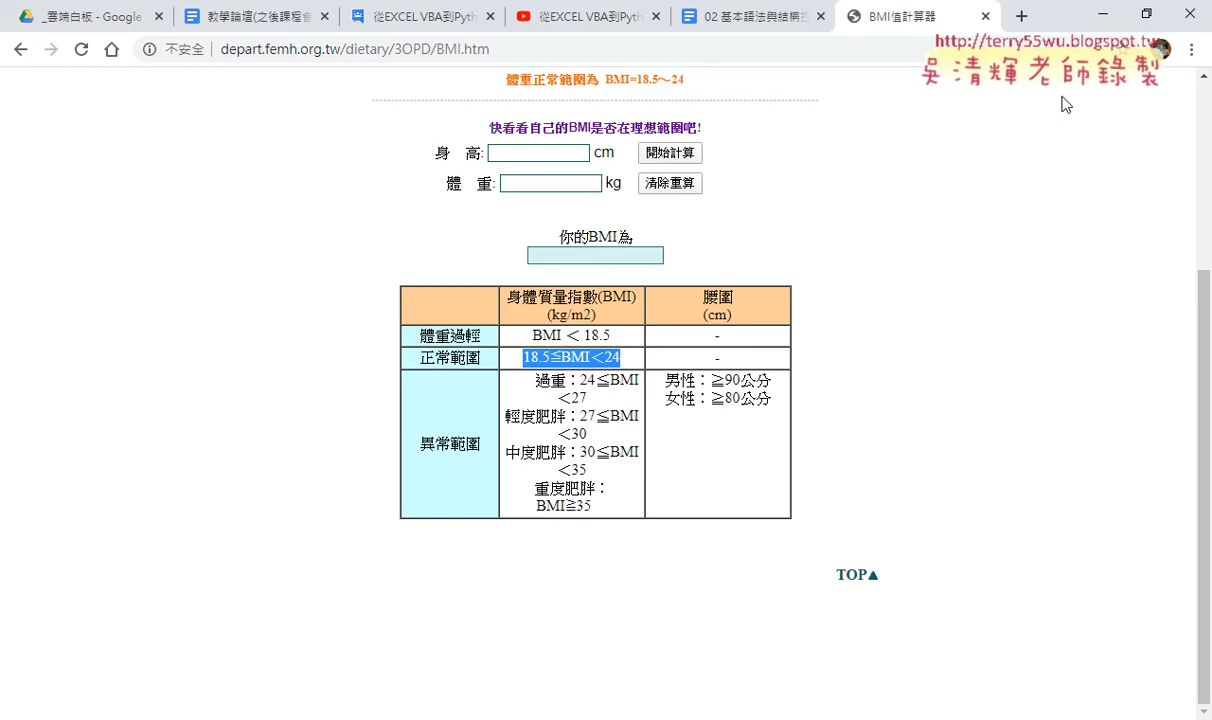 _雲端白板 - Google
教學論壇(之後課程會
從EXCEL VBA到Pyth
從EXCEL VBA到Pyth
02 基本語法與結構控
BMI值計算器
不安全
depart.femh.org.tw/dietary/3OPD/BMI.htm
http://terry55wu.blogspot.tw
吳清輝老師錄製
體重正常範圍為 BMI=18.5～24
快看看自己的BMI是否在理想範圍吧!
身 高: cm 開始計算
體 重: kg 清除重算
你的BMI為
身體質量指數(BMI) 腰圍
(kg/m2) (cm)
體重過輕 BMI ＜ 18.5 -
正常範圍 18.5≦BMI＜24 -
異常範圍
過重：24≦BMI
＜27
輕度肥胖：27≦BMI
＜30
中度肥胖：30≦BMI
＜35
重度肥胖：
BMI≧35
男性：≧90公分
女性：≧80公分
TOP▲